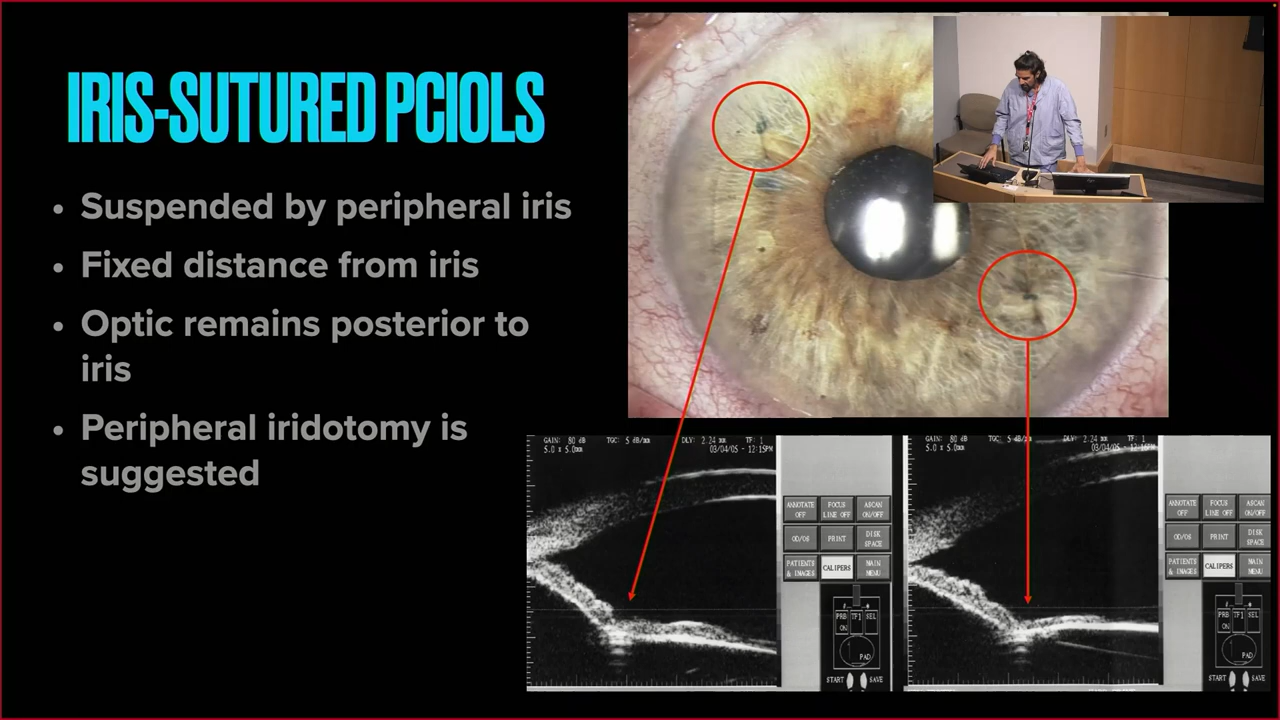 IRIS-SUTURED PCIOLS
• Suspended by peripheral iris
• Fixed distance from iris
• Optic remains posterior to
iris
• Peripheral iridotomy is
suggested
GAIN: 80 dB TGC: 5 dB/mm DLY: 2.24 mm TF: 1
5.0 x 5.0mm 03/04/05 - 12:15PM
ANNOTATE OFF
FOCUS LINE OFF
ASCAN ON/OFF
OD/OS
PRINT
DISK SPACE
PATIENTS & IMAGES
CALIPERS
MAIN MENU
PRB ON
TF1
SEL
PAD
START SAVE
GAIN: 80 dB TGC: 5 dB/mm DLY: 2.24 mm TF: 1
5.0 x 5.0mm 03/04/05 - 12:16PM
ANNOTATE OFF
FOCUS LINE OFF
ASCAN ON/OFF
OD/OS
PRINT
DISK SPACE
PATIENTS & IMAGES
CALIPERS
MAIN MENU
PRB ON
TF1
SEL
PAD
START SAVE